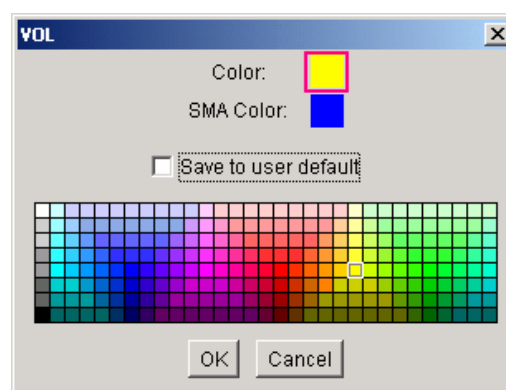 VOL
Color:
SMA Color:
Save to user default
OK Cancel